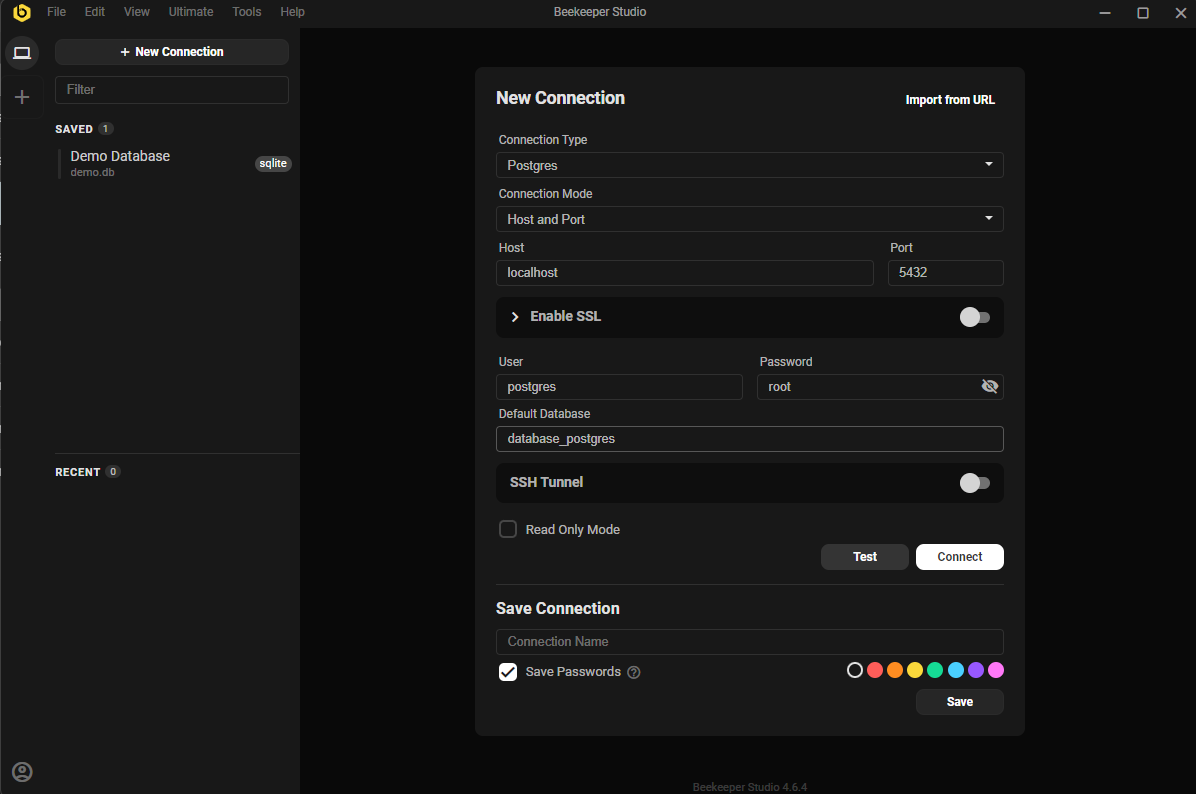 File Edit View Ultimate Tools Help
Beekeeper Studio
+ New Connection
Filter
SAVED 1
Demo Database
demo.db
sqlite
RECENT 0
New Connection
Import from URL
Connection Type
Postgres
Connection Mode
Host and Port
Host
Port
localhost
5432
Enable SSL
User
Password
postgres
root
Default Database
database_postgres
SSH Tunnel
Read Only Mode
Test
Connect
Save Connection
Connection Name
Save Passwords ?
Save
Beekeeper Studio 4.6.4